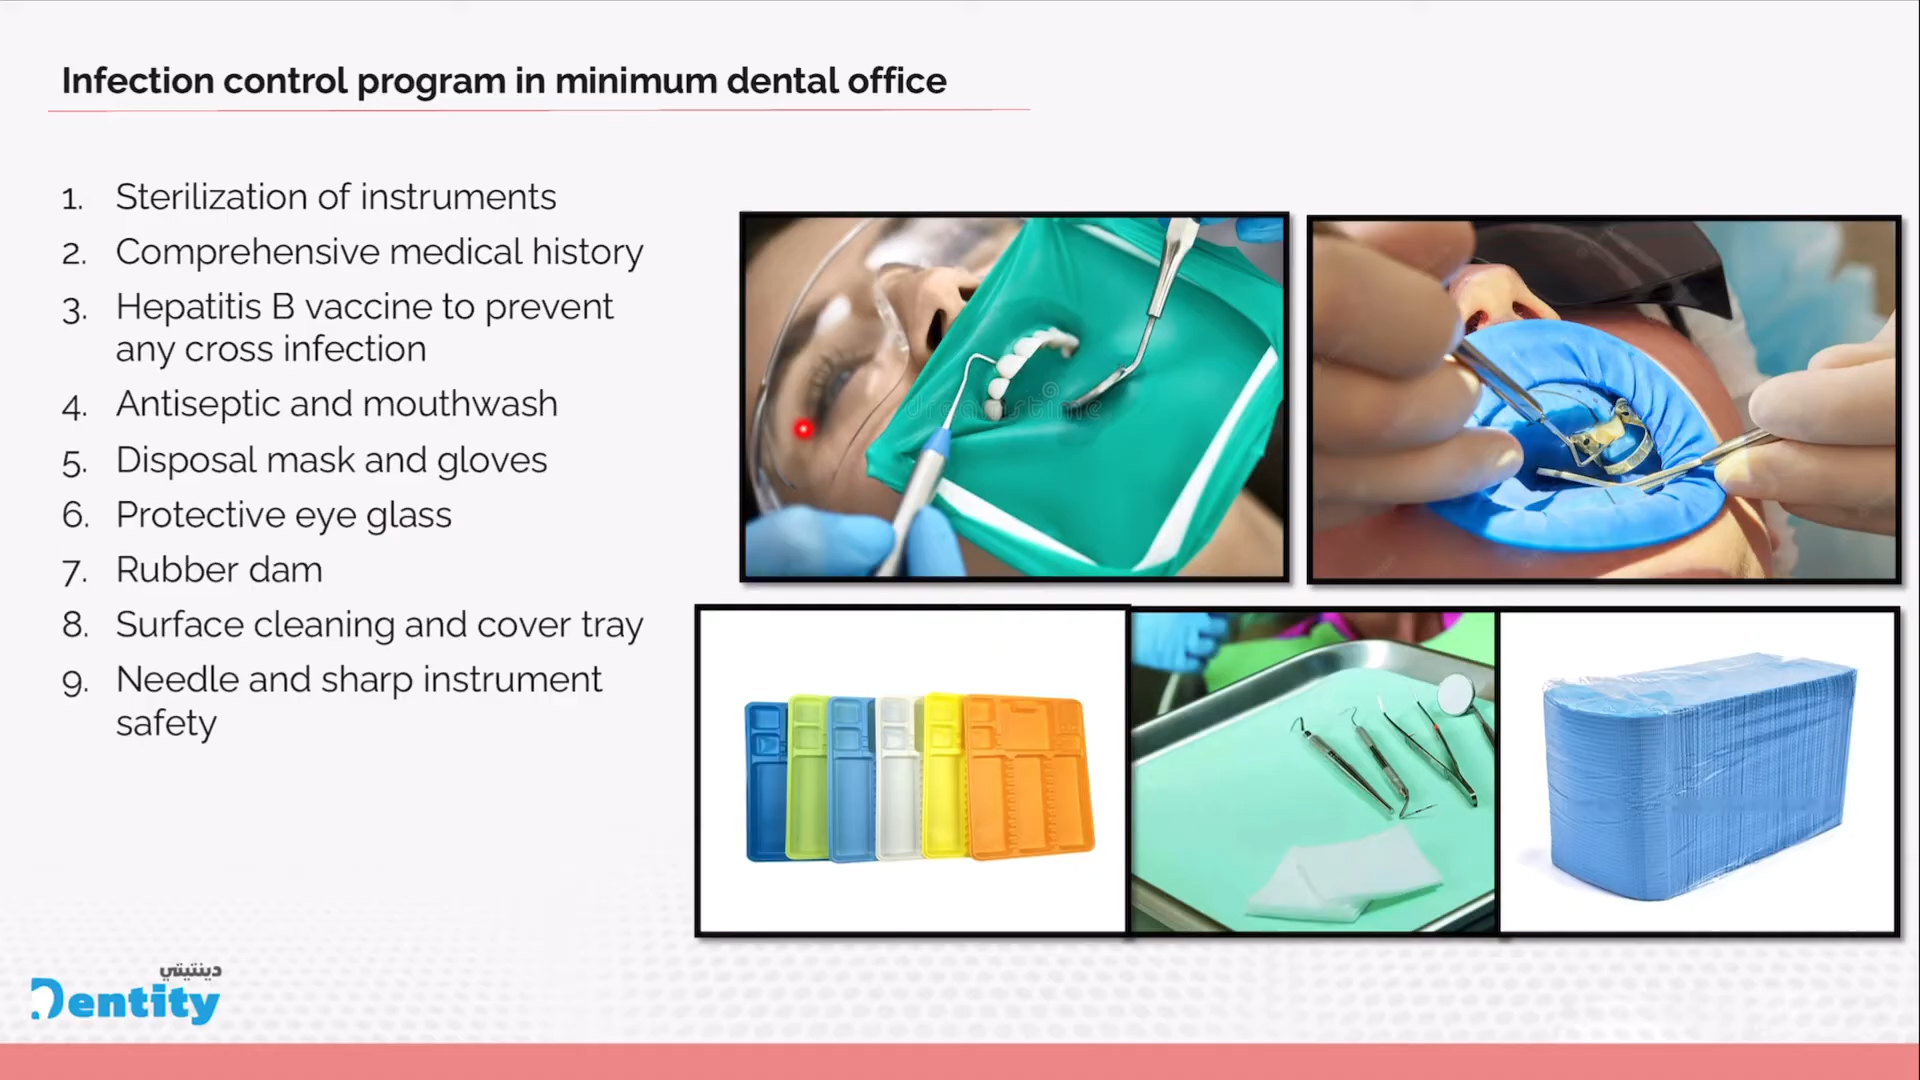 Infection control program in minimum dental office
1. Sterilization of instruments
2. Comprehensive medical history
3. Hepatitis B vaccine to prevent
any cross infection
4. Antiseptic and mouthwash
5. Disposal mask and gloves
6. Protective eye glass
7. Rubber dam
8. Surface cleaning and cover tray
9. Needle and sharp instrument
safety
dreamstime
دينتيتي
Dentity